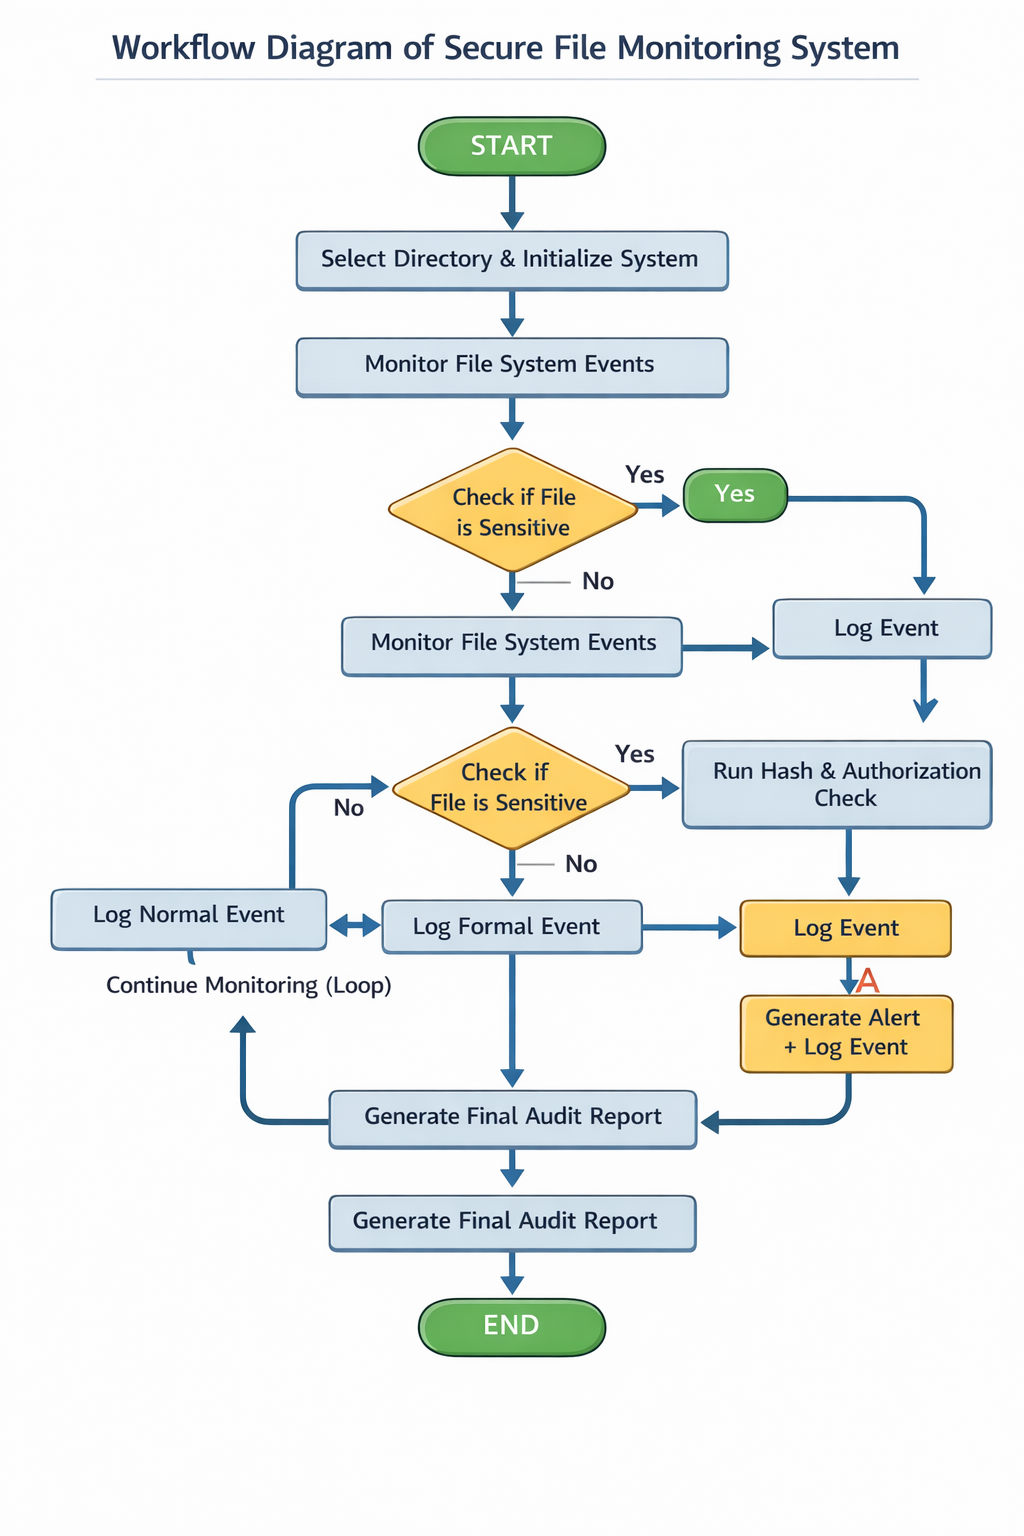 Workflow Diagram of Secure File Monitoring System
START
Select Directory & Initialize System
Monitor File System Events
Check if File
is Sensitive
Yes
Yes
No
Monitor File System Events
Log Event
Check if
File is Sensitive
Yes
Run Hash & Authorization
Check
No
No
Log Normal Event
Log Formal Event
Log Event
Continue Monitoring (Loop)
A
Generate Alert
+ Log Event
Generate Final Audit Report
Generate Final Audit Report
END